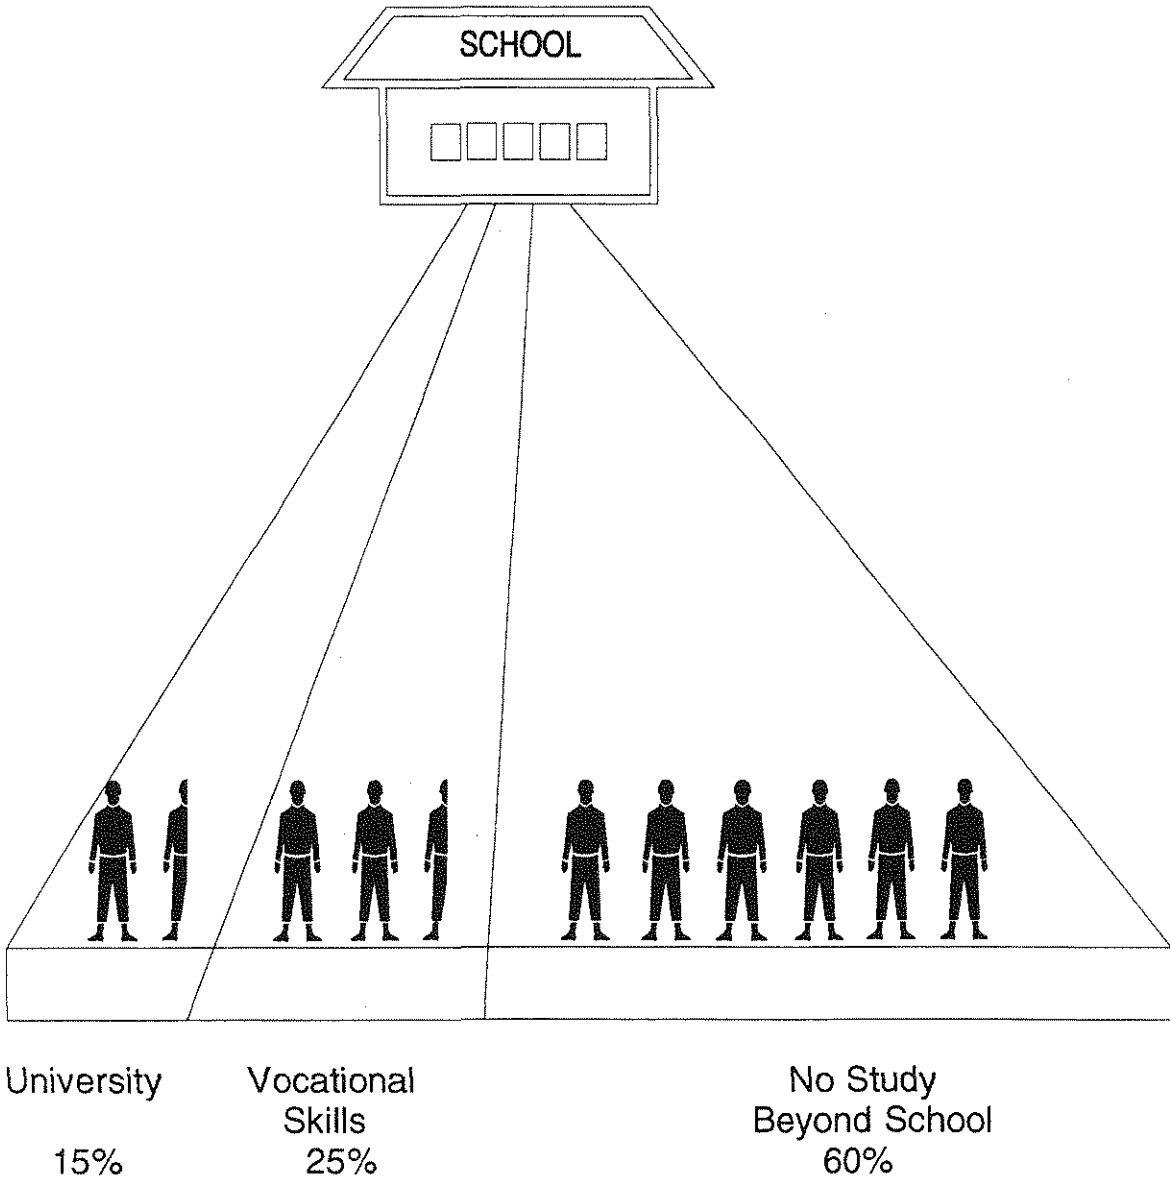 SCHOOL
University
15%
Vocational
Skills
25%
No Study
Beyond School
60%